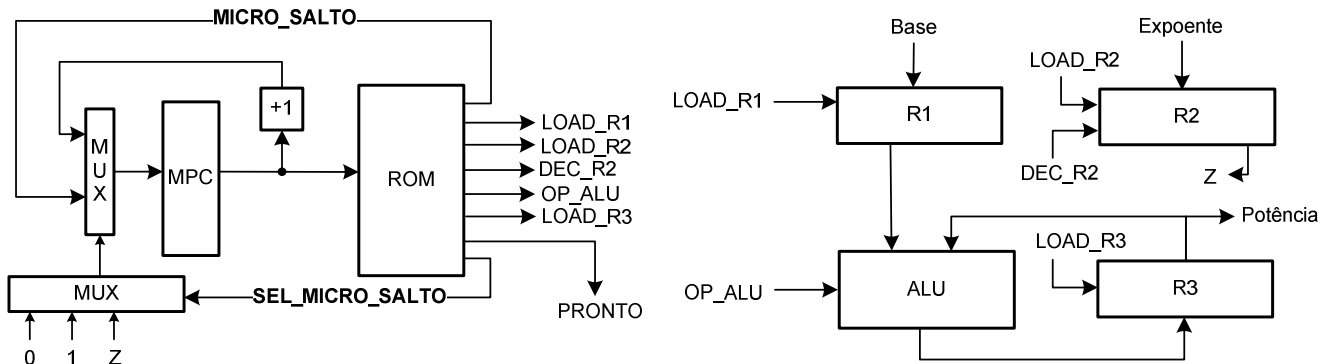 MICRO_SALTO
+1
MUX
MPC
ROM
LOAD_R1
LOAD_R2
DEC_R2
OP_ALU
LOAD_R3
MUX
SEL_MICRO_SALTO
PRONTO
0 1 Z
Base
Expoente
LOAD_R2
LOAD_R1
R1
R2
DEC_R2
Z
Potência
LOAD_R3
OP_ALU
ALU
R3